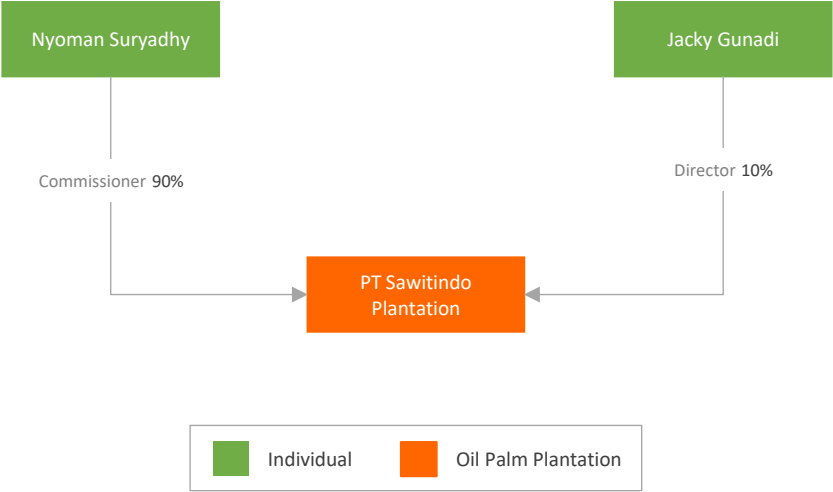 Nyoman Suryadhy
Jacky Gunadi
Commissioner 90%
Director 10%
PT Sawitindo
Plantation
Individual
Oil Palm Plantation